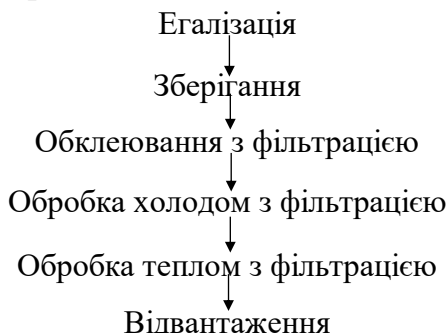 Егалізація
Зберігання
Обклеювання з фільтрацією
Обробка холодом з фільтрацією
Обробка теплом з фільтрацією
Відвантаження